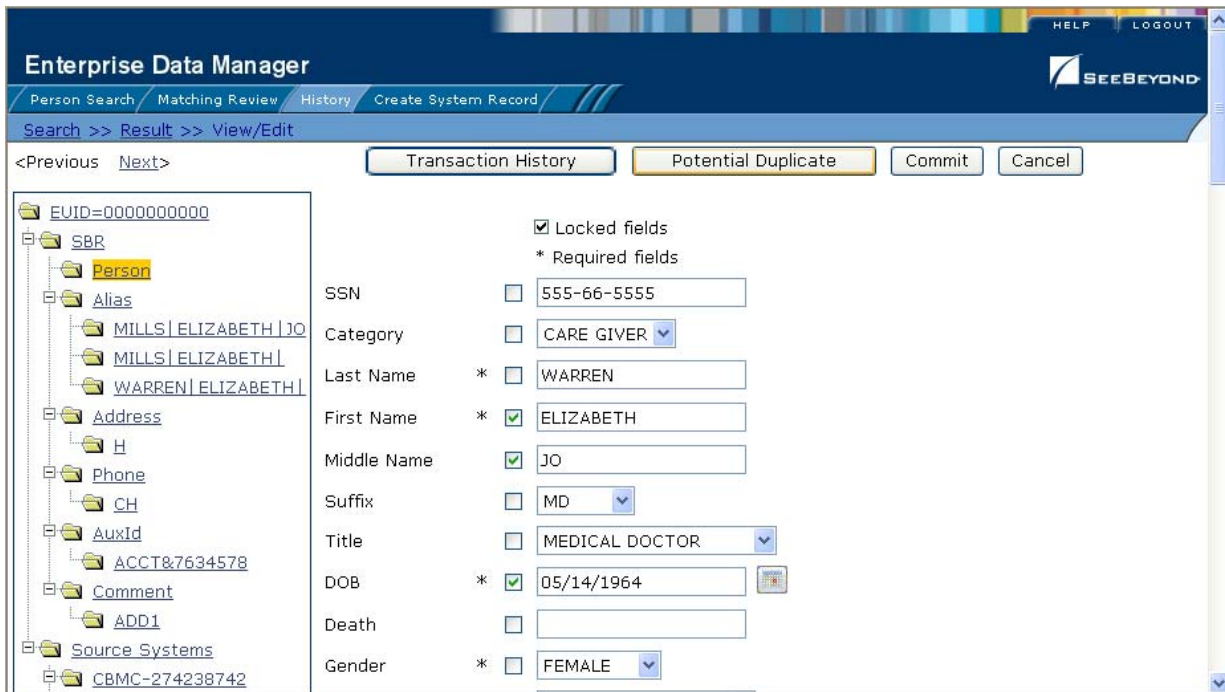 HELP LOGOUT
Enterprise Data Manager
SEEBEYOND
Person Search Matching Review History Create System Record
Search >> Result >> View/Edit
<Previous Next> Transaction History Potential Duplicate Commit Cancel
EUID=0000000000
SBR
Person
Alias
MILLS|ELIZABETH|JO
MILLS|ELIZABETH|
WARREN|ELIZABETH|
Address
H
Phone
CH
AuxId
ACCT&7634578
Comment
ADD1
Source Systems
CBMC-274238742
Locked fields
* Required fields
SSN 555-66-5555
Category CARE GIVER
Last Name * WARREN
First Name * ELIZABETH
Middle Name JO
Suffix MD
Title MEDICAL DOCTOR
DOB * 05/14/1964
Death
Gender * FEMALE